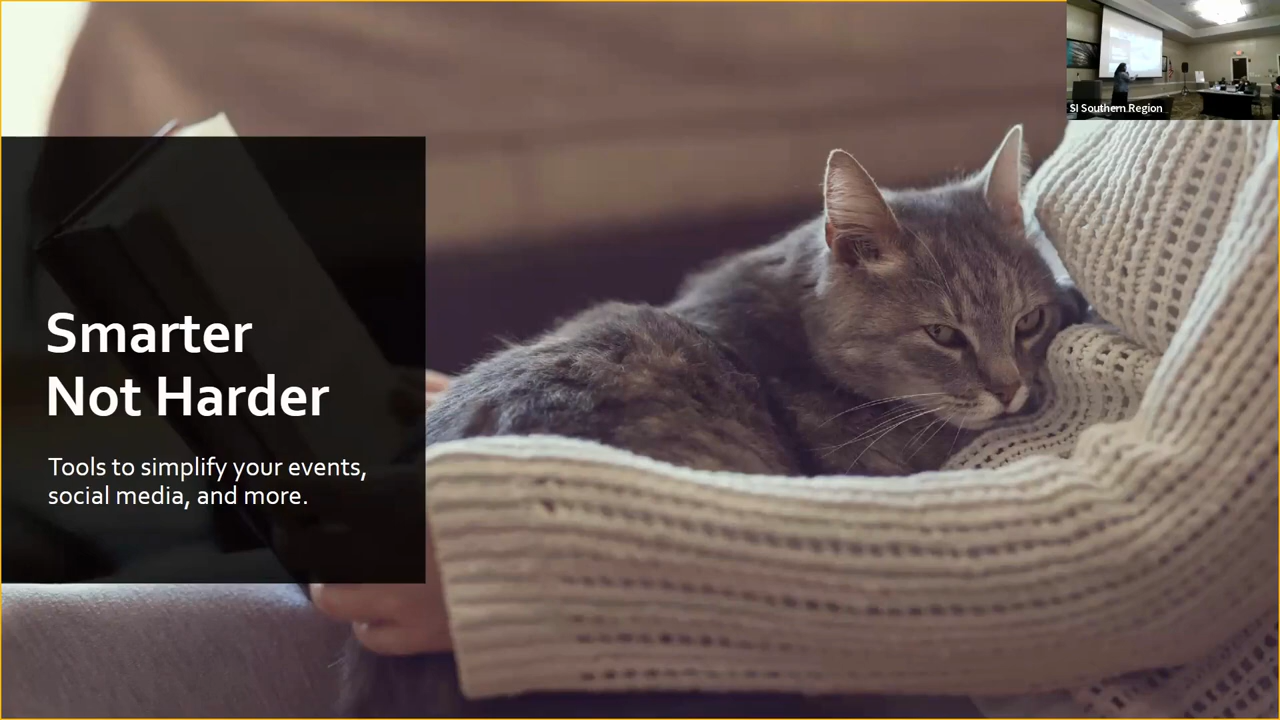 SI Southern Region
Smarter
Not Harder
Tools to simplify your events,
social media, and more.